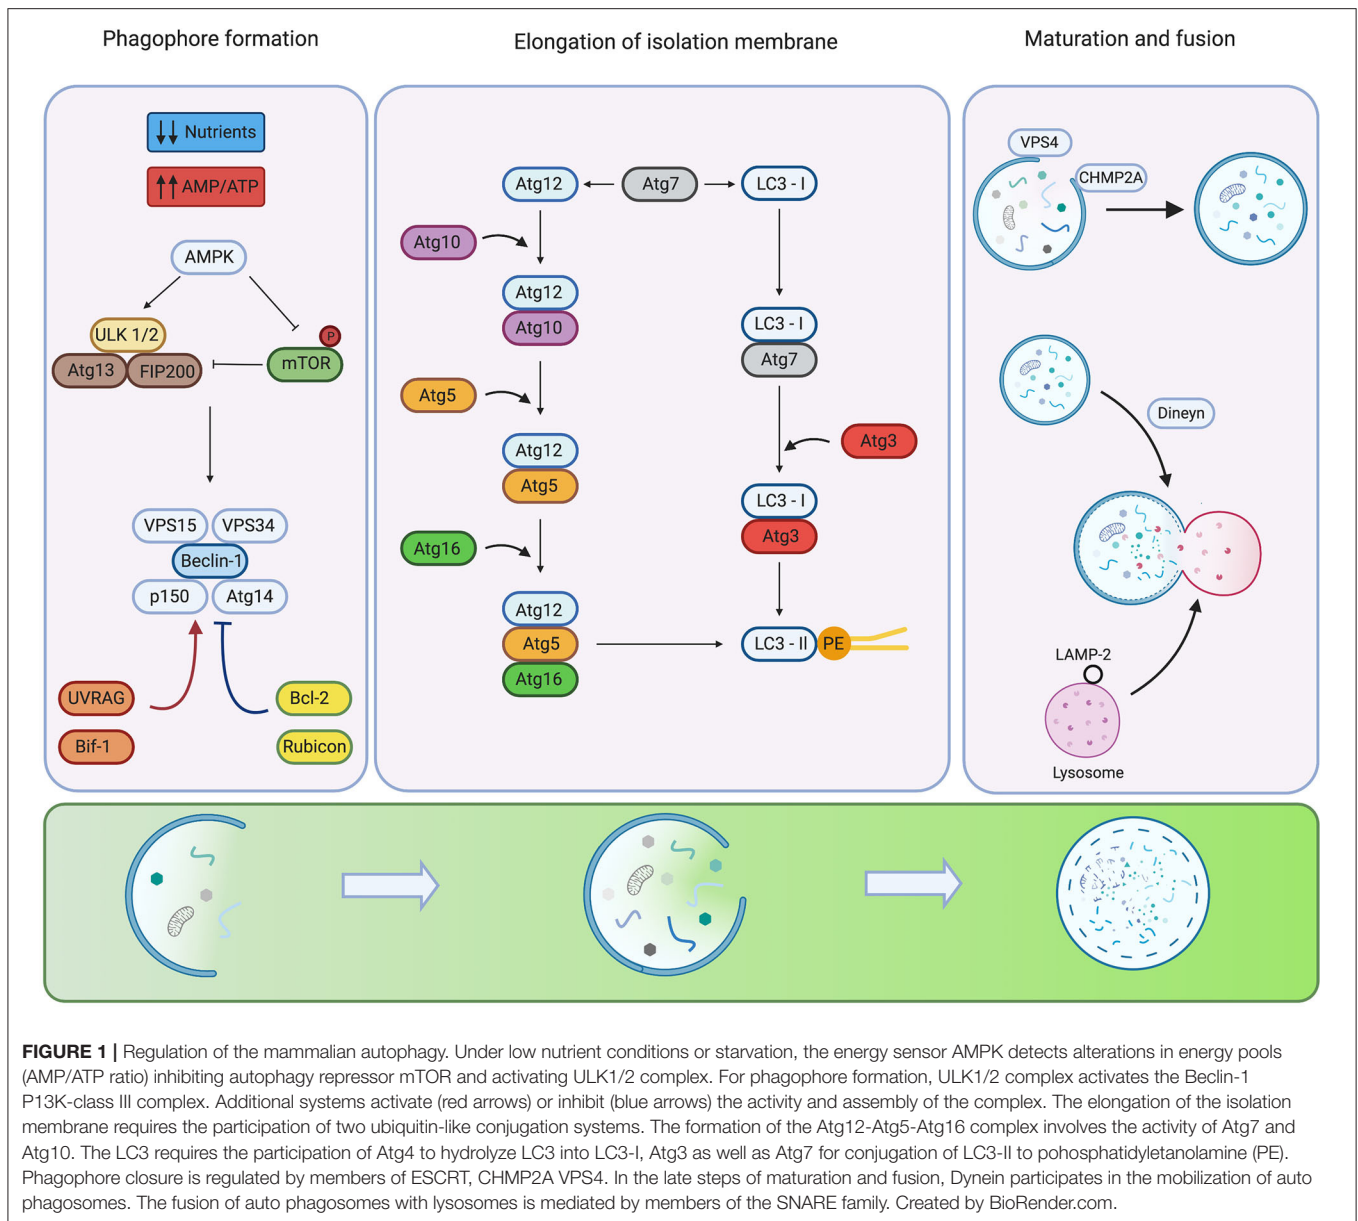 Phagophore formation
Elongation of isolation membrane
Maturation and fusion
↓↓ Nutrients
↑↑ AMP/ATP
AMPK
ULK 1/2
Atg13
FIP200
P
mTOR
VPS15
VPS34
Beclin-1
p150
Atg14
UVRAG
Bcl-2
Bif-1
Rubicon
Atg12
Atg7
LC3 - I
Atg10
Atg12
Atg10
LC3 - I
Atg7
Atg5
Atg3
Atg12
Atg5
LC3 - I
Atg3
Atg16
Atg12
Atg5
Atg16
LC3 - II
PE
VPS4
CHMP2A
Dineyn
LAMP-2
Lysosome
FIGURE 1 | Regulation of the mammalian autophagy. Under low nutrient conditions or starvation, the energy sensor AMPK detects alterations in energy pools
(AMP/ATP ratio) inhibiting autophagy repressor mTOR and activating ULK1/2 complex. For phagophore formation, ULK1/2 complex activates the Beclin-1
P13K-class III complex. Additional systems activate (red arrows) or inhibit (blue arrows) the activity and assembly of the complex. The elongation of the isolation
membrane requires the participation of two ubiquitin-like conjugation systems. The formation of the Atg12-Atg5-Atg16 complex involves the activity of Atg7 and
Atg10. The LC3 requires the participation of Atg4 to hydrolyze LC3 into LC3-I, Atg3 as well as Atg7 for conjugation of LC3-II to pohosphatidyletanolamine (PE).
Phagophore closure is regulated by members of ESCRT, CHMP2A VPS4. In the late steps of maturation and fusion, Dynein participates in the mobilization of auto
phagosomes. The fusion of auto phagosomes with lysosomes is mediated by members of the SNARE family. Created by BioRender.com.